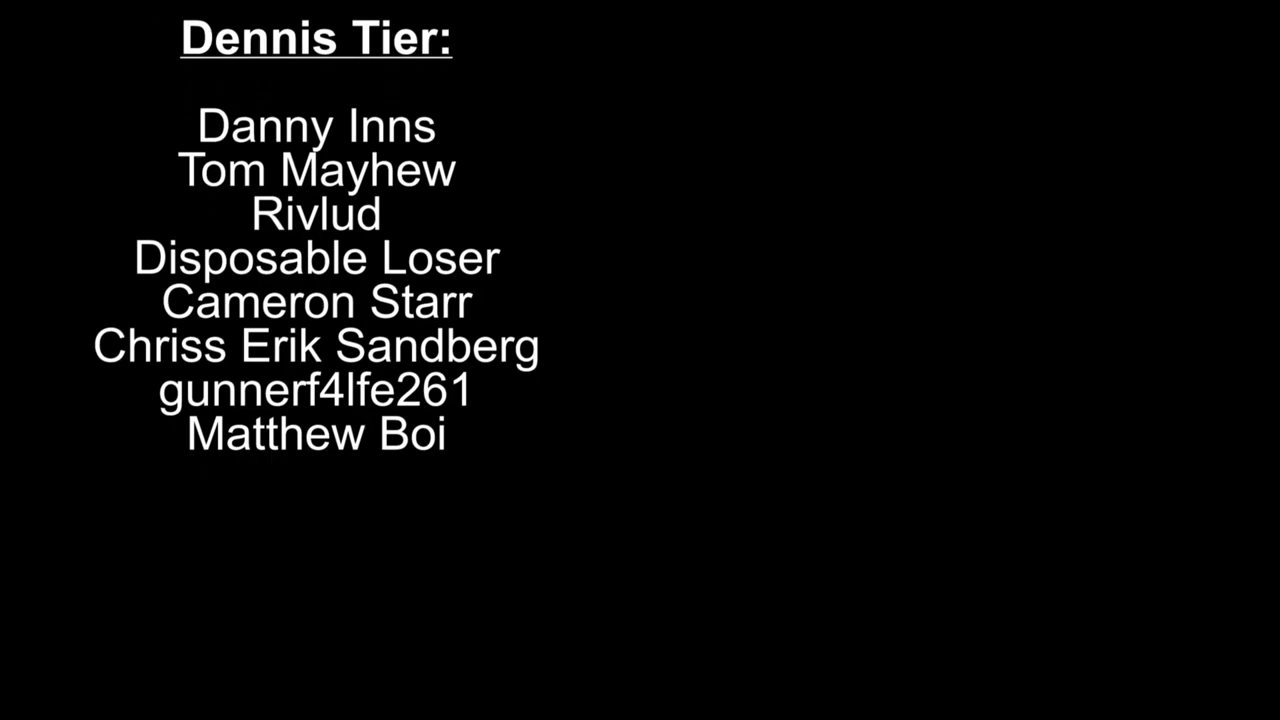 Dennis Tier:
Danny Inns
Tom Mayhew
Rivlud
Disposable Loser
Cameron Starr
Chriss Erik Sandberg
gunnerf4lfe261
Matthew Boi